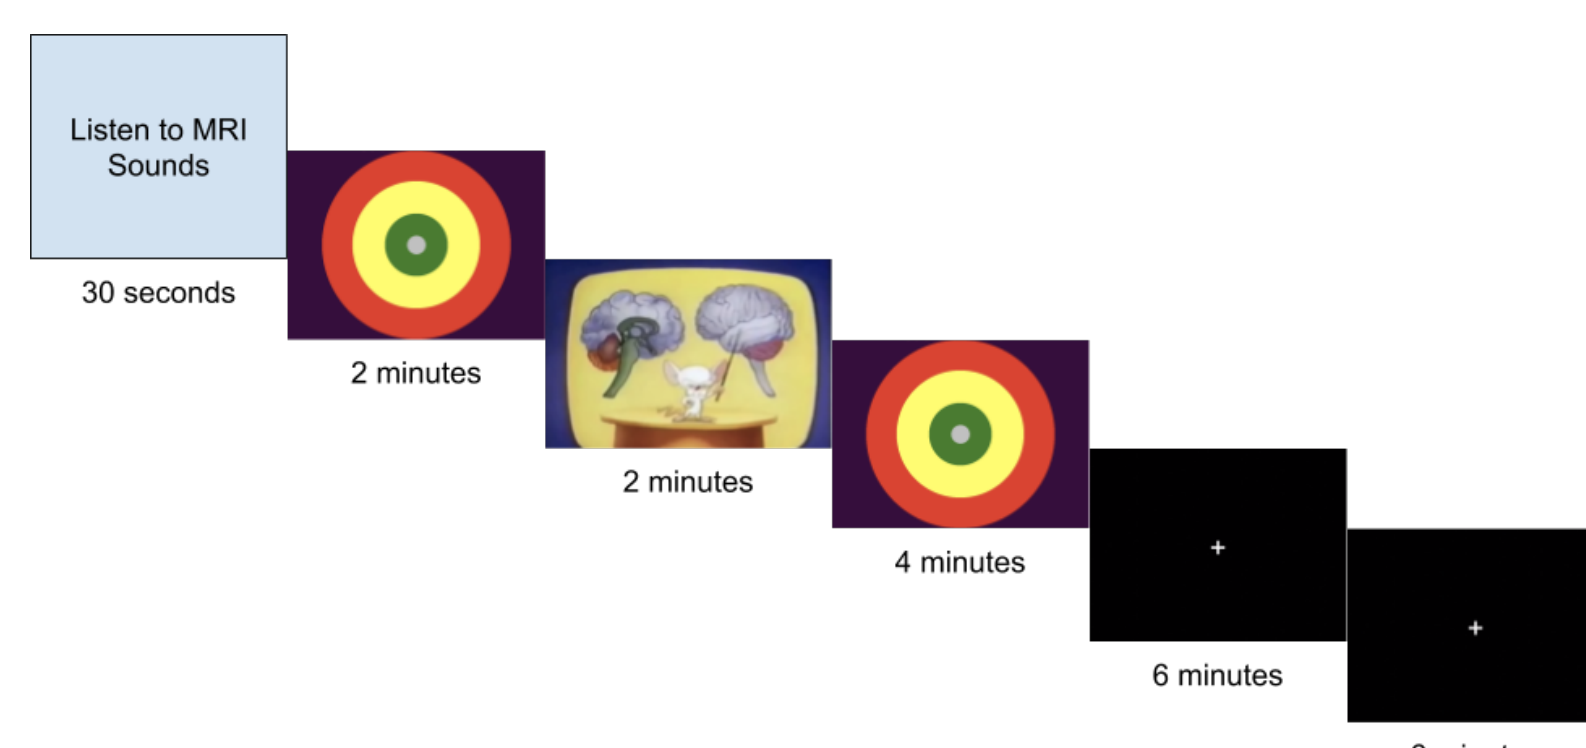 Listen to MRI
Sounds
30 seconds
2 minutes
2 minutes
4 minutes
6 minutes